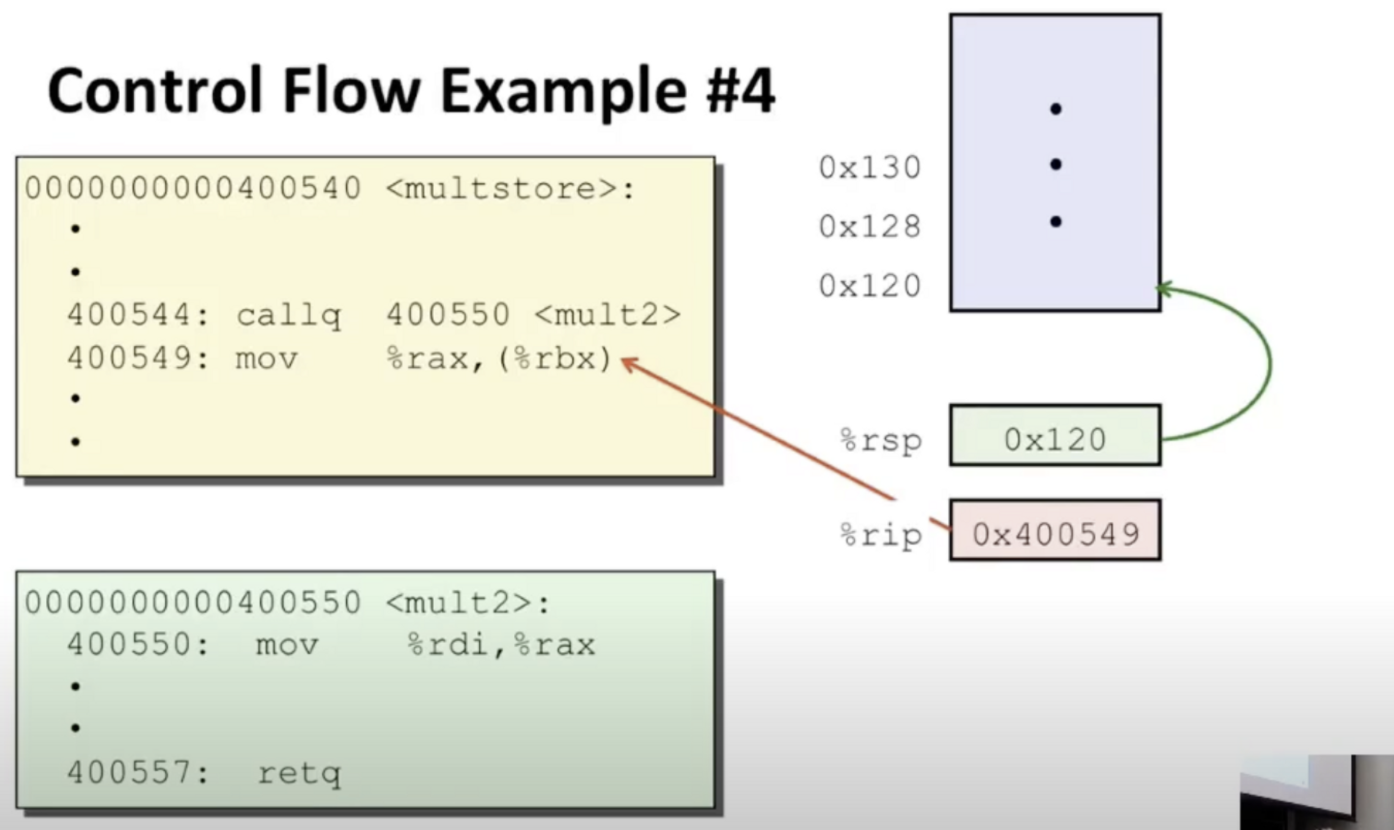 Control Flow Example #4
0000000000400540 <multstore>:
•
•
400544: callq 400550 <mult2>
400549: mov %rax,(%rbx)
•
•
0000000000400550 <mult2>:
400550: mov %rdi,%rax
•
•
400557: retq
0x130
0x128
0x120
%rsp 0x120
%rip 0x400549